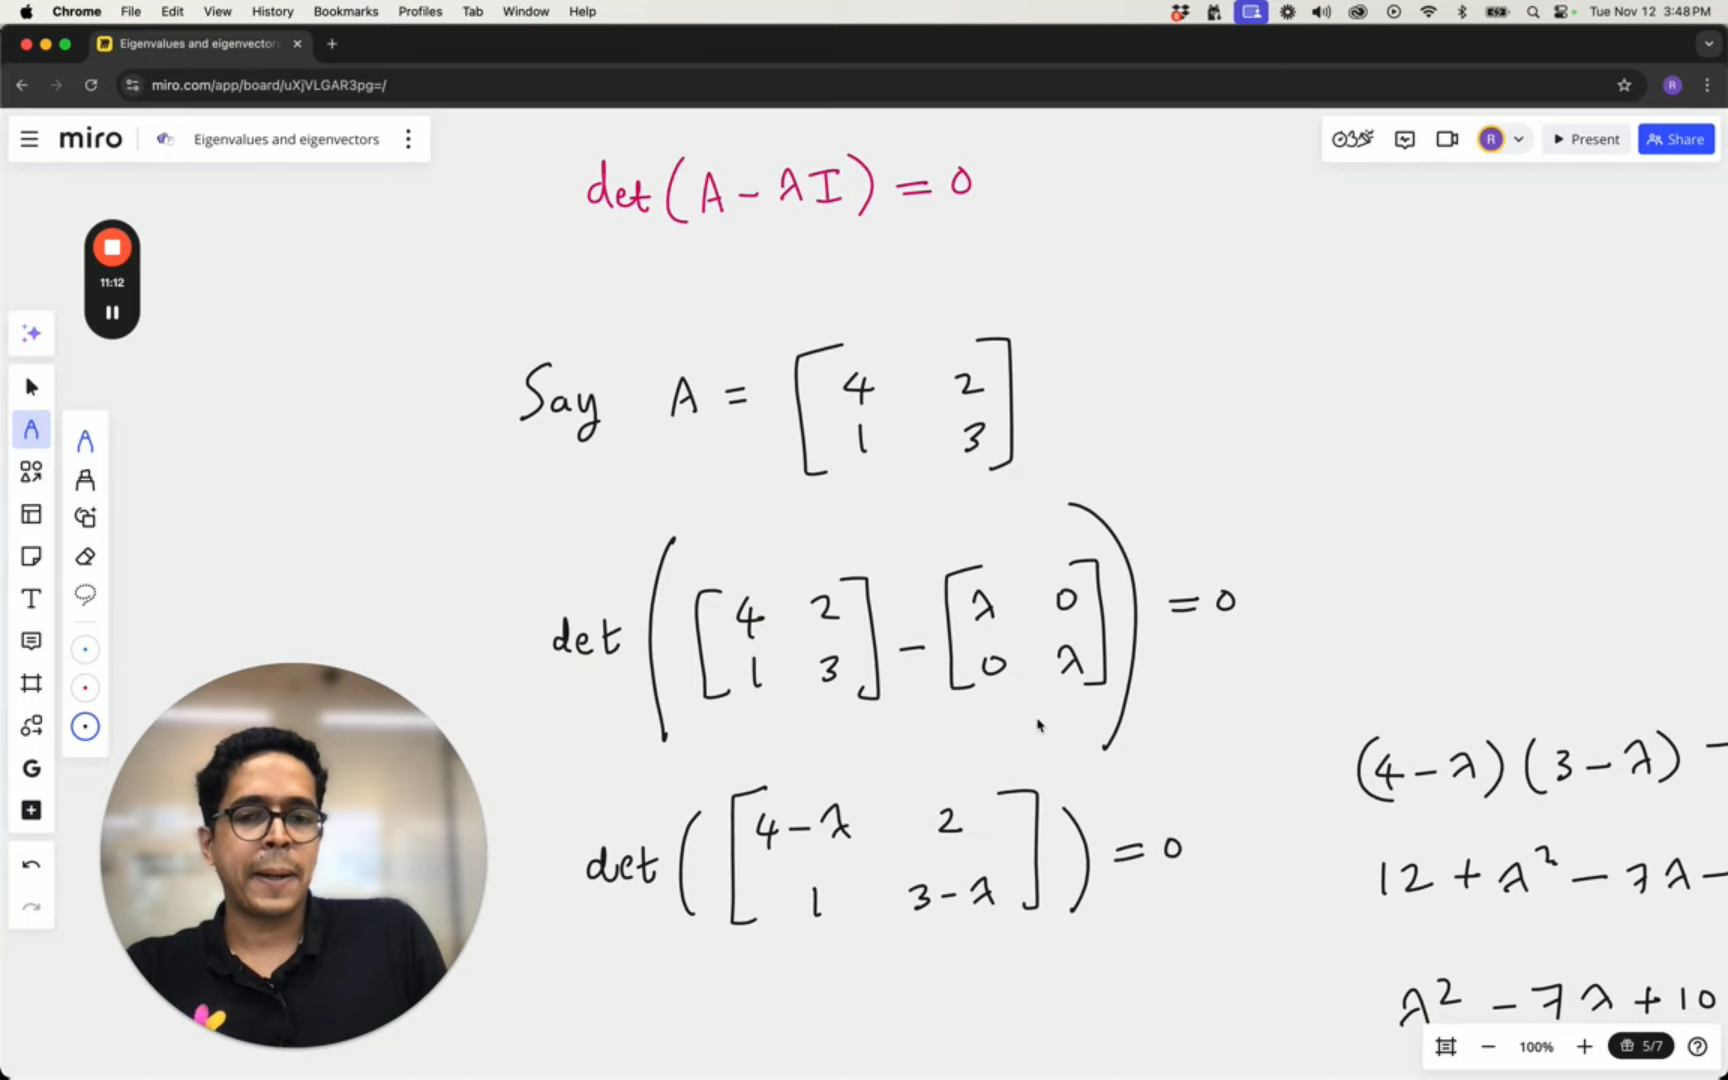 Chrome File Edit View History Bookmarks Profiles Tab Window Help Tue Nov 12 3:48 PM
Eigenvalues and eigenvector
miro.com/app/board/uXjVLGAR3pg=/ R
miro Eigenvalues and eigenvectors R Present Share
det(A - λI) = 0
11:12
Say A = [4 2
1 3]
det([4 2
1 3] - [λ 0
0 λ]) = 0
det([4-λ 2
1 3-λ]) = 0
(4-λ)(3-λ) -
12 + λ² - 7λ -
λ² - 7λ + 10
100% 5/7